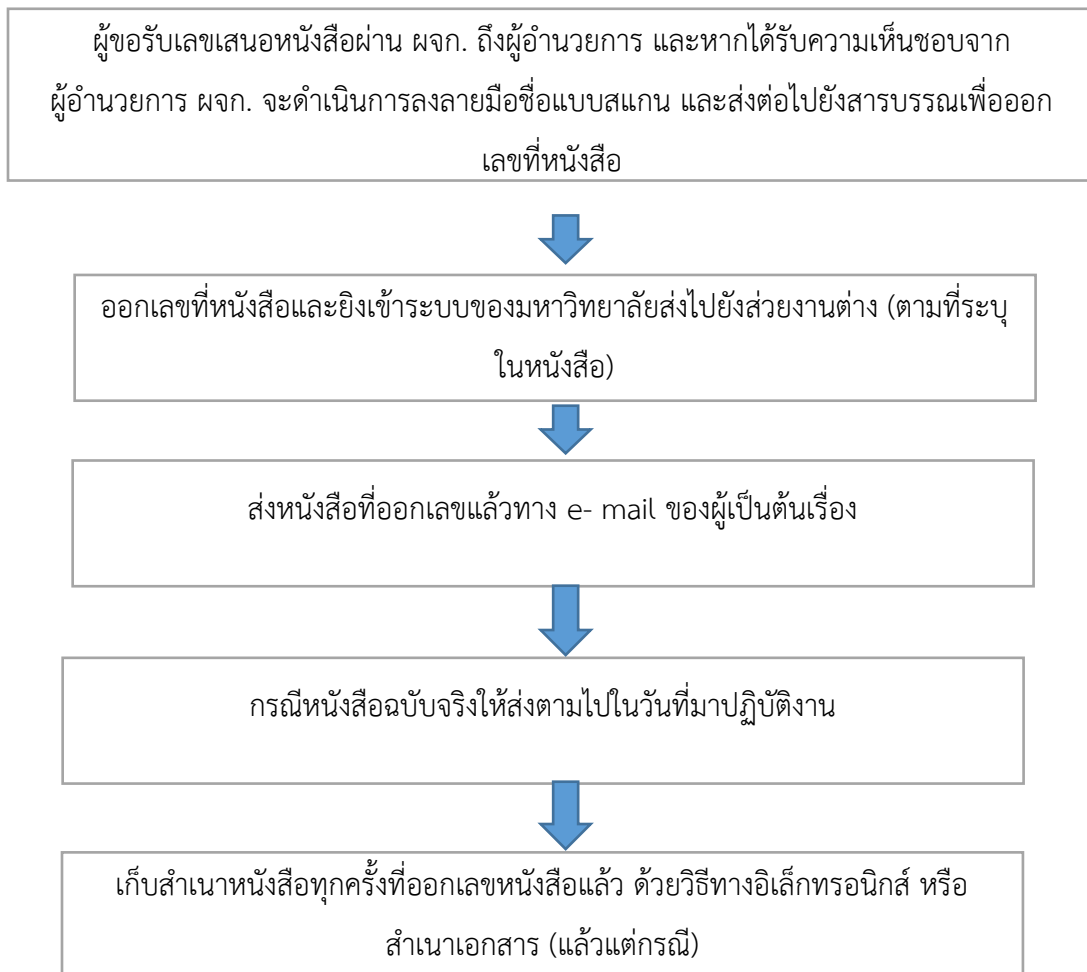 ผู้ขอรับเลขเสนอหนังสือผ่าน ผจก. ถึงผู้อำนวยการ และหากได้รับความเห็นชอบจาก
ผู้อำนวยการ ผจก. จะดำเนินการลงลายมือชื่อแบบสแกน และส่งต่อไปยังสารบรรณเพื่อออก
เลขที่หนังสือ
ออกเลขที่หนังสือและยิงเข้าระบบของมหาวิทยาลัยส่งไปยังส่วยงานต่าง (ตามที่ระบุ
ในหนังสือ)
ส่งหนังสือที่ออกเลขแล้วทาง e- mail ของผู้เป็นต้นเรื่อง
กรณีหนังสือฉบับจริงให้ส่งตามไปในวันที่มาปฏิบัติงาน
เก็บสำเนาหนังสือทุกครั้งที่ออกเลขหนังสือแล้ว ด้วยวิธีทางอิเล็กทรอนิกส์ หรือ
สำเนาเอกสาร (แล้วแต่กรณี)